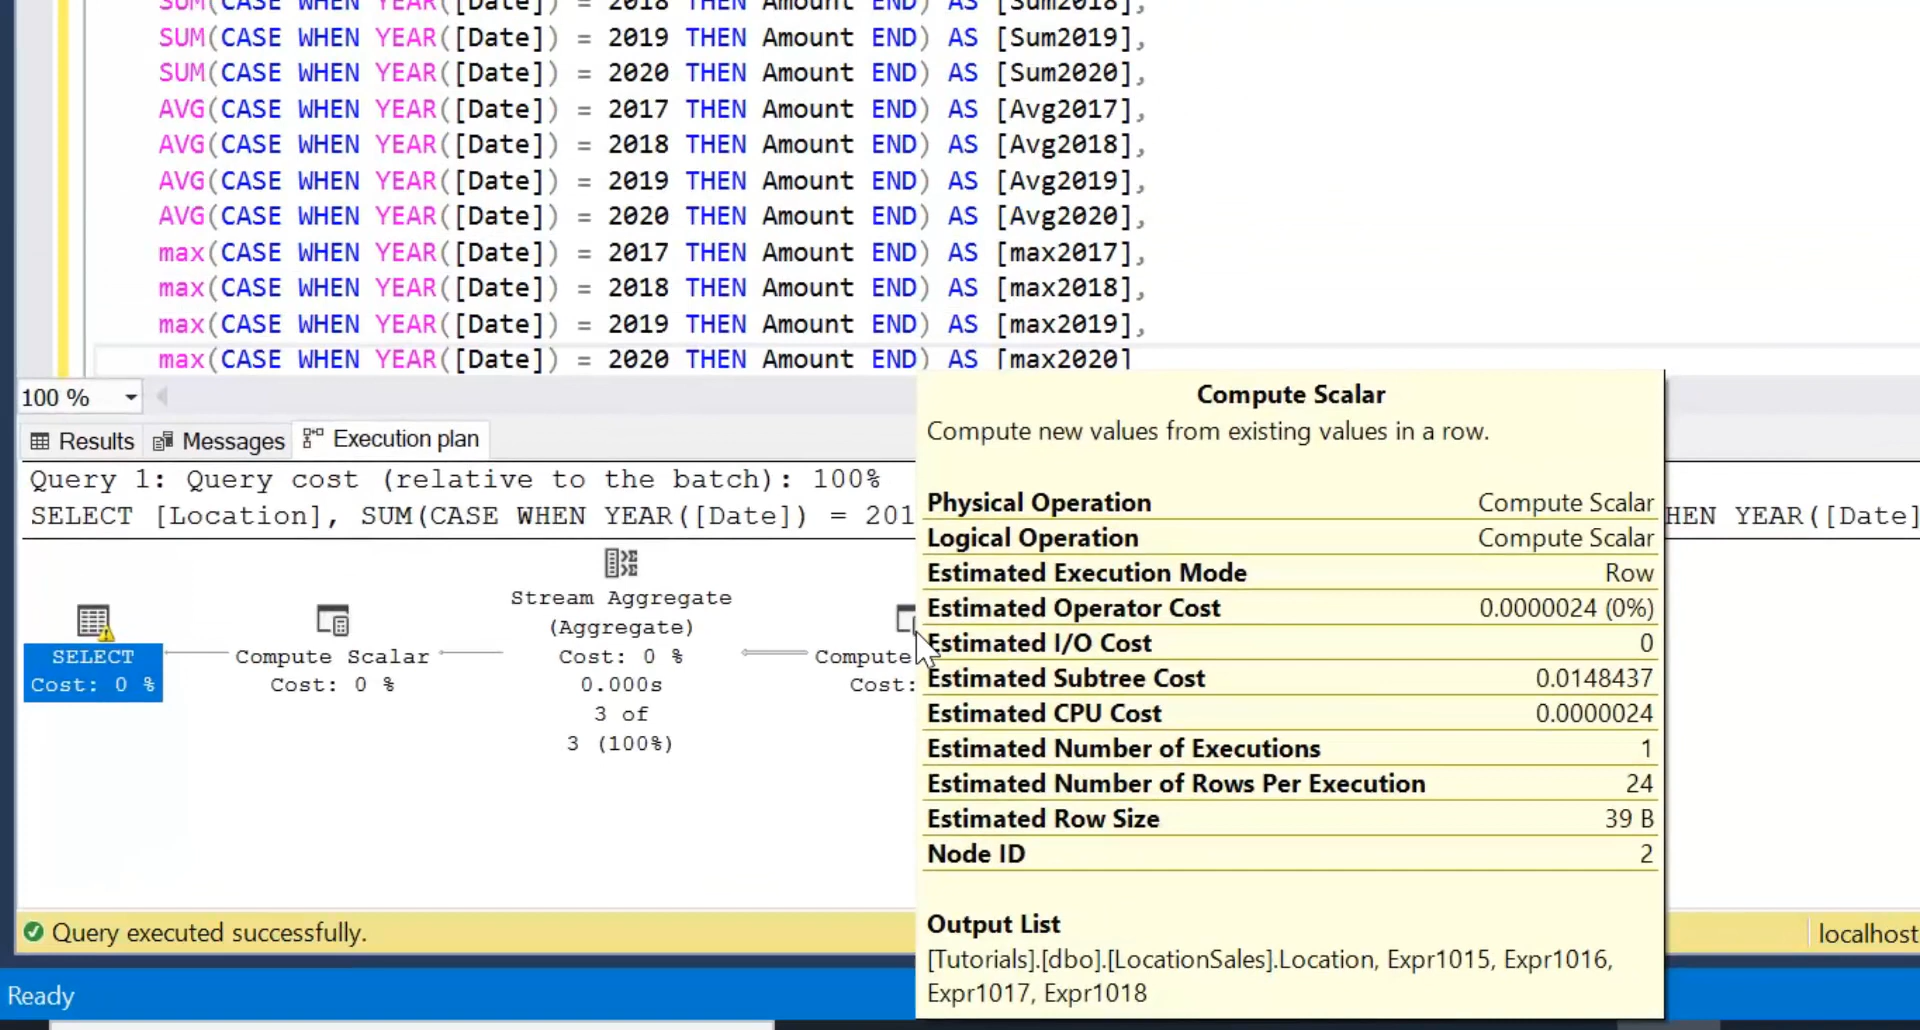 SUM(CASE WHEN YEAR([Date]) = 2018 THEN Amount END) AS [Sum2018],
SUM(CASE WHEN YEAR([Date]) = 2019 THEN Amount END) AS [Sum2019],
SUM(CASE WHEN YEAR([Date]) = 2020 THEN Amount END) AS [Sum2020],
AVG(CASE WHEN YEAR([Date]) = 2017 THEN Amount END) AS [Avg2017],
AVG(CASE WHEN YEAR([Date]) = 2018 THEN Amount END) AS [Avg2018],
AVG(CASE WHEN YEAR([Date]) = 2019 THEN Amount END) AS [Avg2019],
AVG(CASE WHEN YEAR([Date]) = 2020 THEN Amount END) AS [Avg2020],
max(CASE WHEN YEAR([Date]) = 2017 THEN Amount END) AS [max2017],
max(CASE WHEN YEAR([Date]) = 2018 THEN Amount END) AS [max2018],
max(CASE WHEN YEAR([Date]) = 2019 THEN Amount END) AS [max2019],
max(CASE WHEN YEAR([Date]) = 2020 THEN Amount END) AS [max2020]
100 %
Results Messages Execution plan
Query 1: Query cost (relative to the batch): 100%
SELECT [Location], SUM(CASE WHEN YEAR([Date]) = 201
HEN YEAR([Date]
SELECT
Cost: 0 %
Compute Scalar
Cost: 0 %
Stream Aggregate
(Aggregate)
Cost: 0 %
0.000s
3 of
3 (100%)
Compute
Cost:
Compute Scalar
Compute new values from existing values in a row.
Physical Operation Compute Scalar
Logical Operation Compute Scalar
Estimated Execution Mode Row
Estimated Operator Cost 0.0000024 (0%)
Estimated I/O Cost 0
Estimated Subtree Cost 0.0148437
Estimated CPU Cost 0.0000024
Estimated Number of Executions 1
Estimated Number of Rows Per Execution 24
Estimated Row Size 39 B
Node ID 2
Output List
[Tutorials].[dbo].[LocationSales].Location, Expr1015, Expr1016,
Expr1017, Expr1018
Query executed successfully.
localhost
Ready